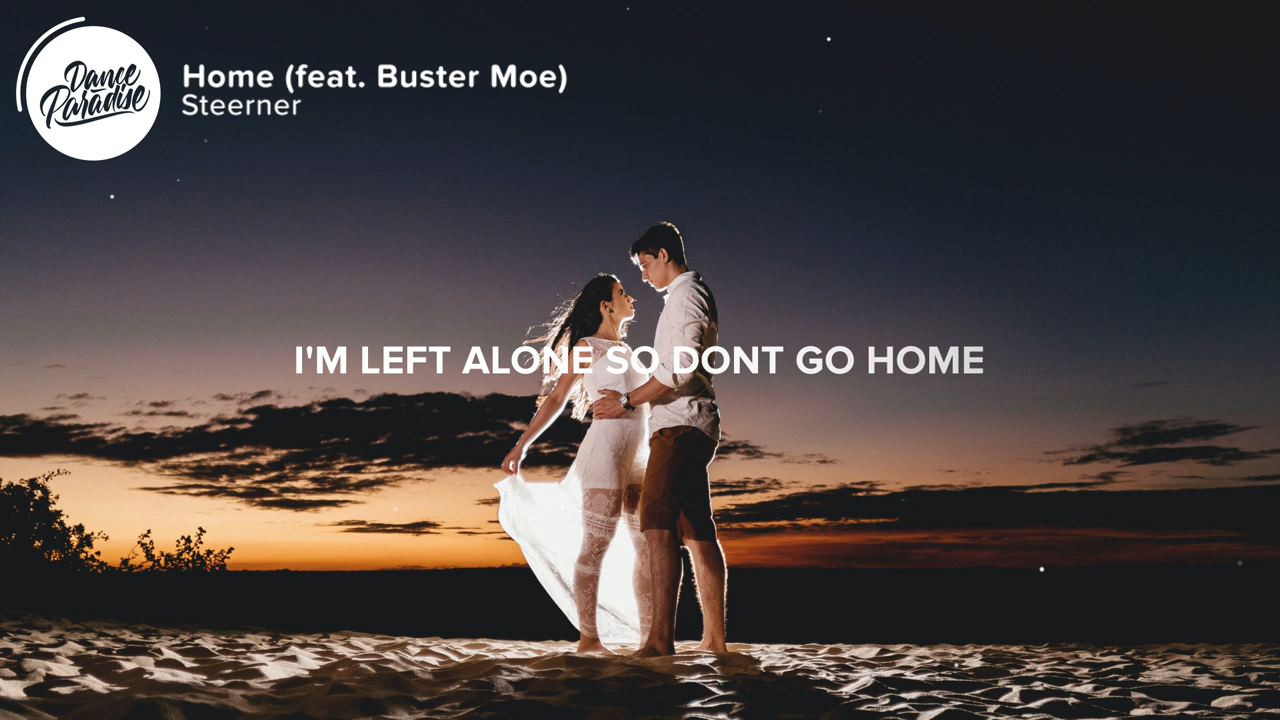 Dance
Paradise
Home (feat. Buster Moe)
Steerner
I'M LEFT ALONE SO DONT GO HOME